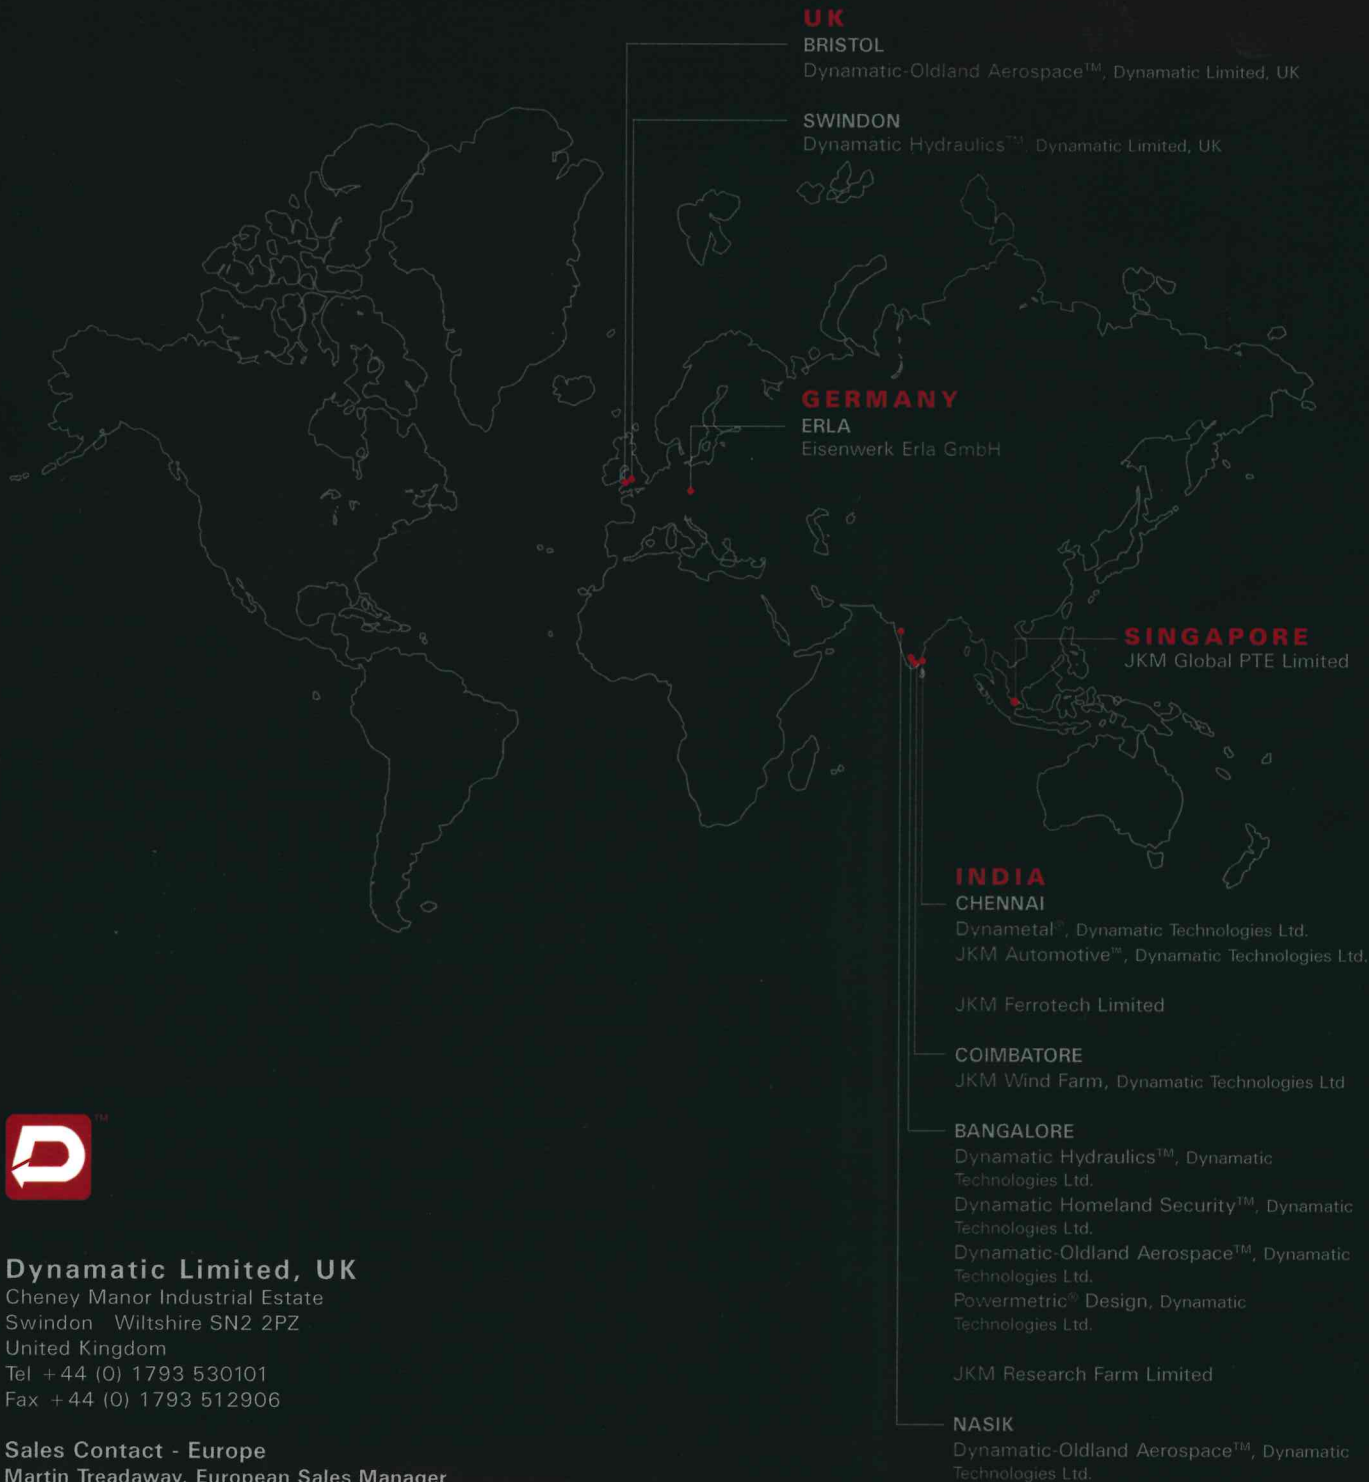 UK
BRISTOL
Dynamatic-Oldland Aerospace™, Dynamatic Limited, UK
SWINDON
Dynamatic Hydraulics™, Dynamatic Limited, UK
GERMANY
ERLA
Eisenwerk Erla GmbH
SINGAPORE
JKM Global PTE Limited
INDIA
CHENNAI
Dynametal®, Dynamatic Technologies Ltd.
JKM Automotive™, Dynamatic Technologies Ltd.
JKM Ferrotech Limited
COIMBATORE
JKM Wind Farm, Dynamatic Technologies Ltd
BANGALORE
Dynamatic Hydraulics™, Dynamatic
Technologies Ltd.
Dynamatic Homeland Security™, Dynamatic
Technologies Ltd.
Dynamatic-Oldland Aerospace™, Dynamatic
Technologies Ltd.
Powermetric® Design, Dynamatic
Technologies Ltd.
JKM Research Farm Limited
NASIK
Dynamatic-Oldland Aerospace™, Dynamatic
Technologies Ltd.
D™
Dynamatic Limited, UK
Cheney Manor Industrial Estate
Swindon Wiltshire SN2 2PZ
United Kingdom
Tel +44 (0) 1793 530101
Fax +44 (0) 1793 512906
Sales Contact - Europe
Martin Treadaway, European Sales Manager